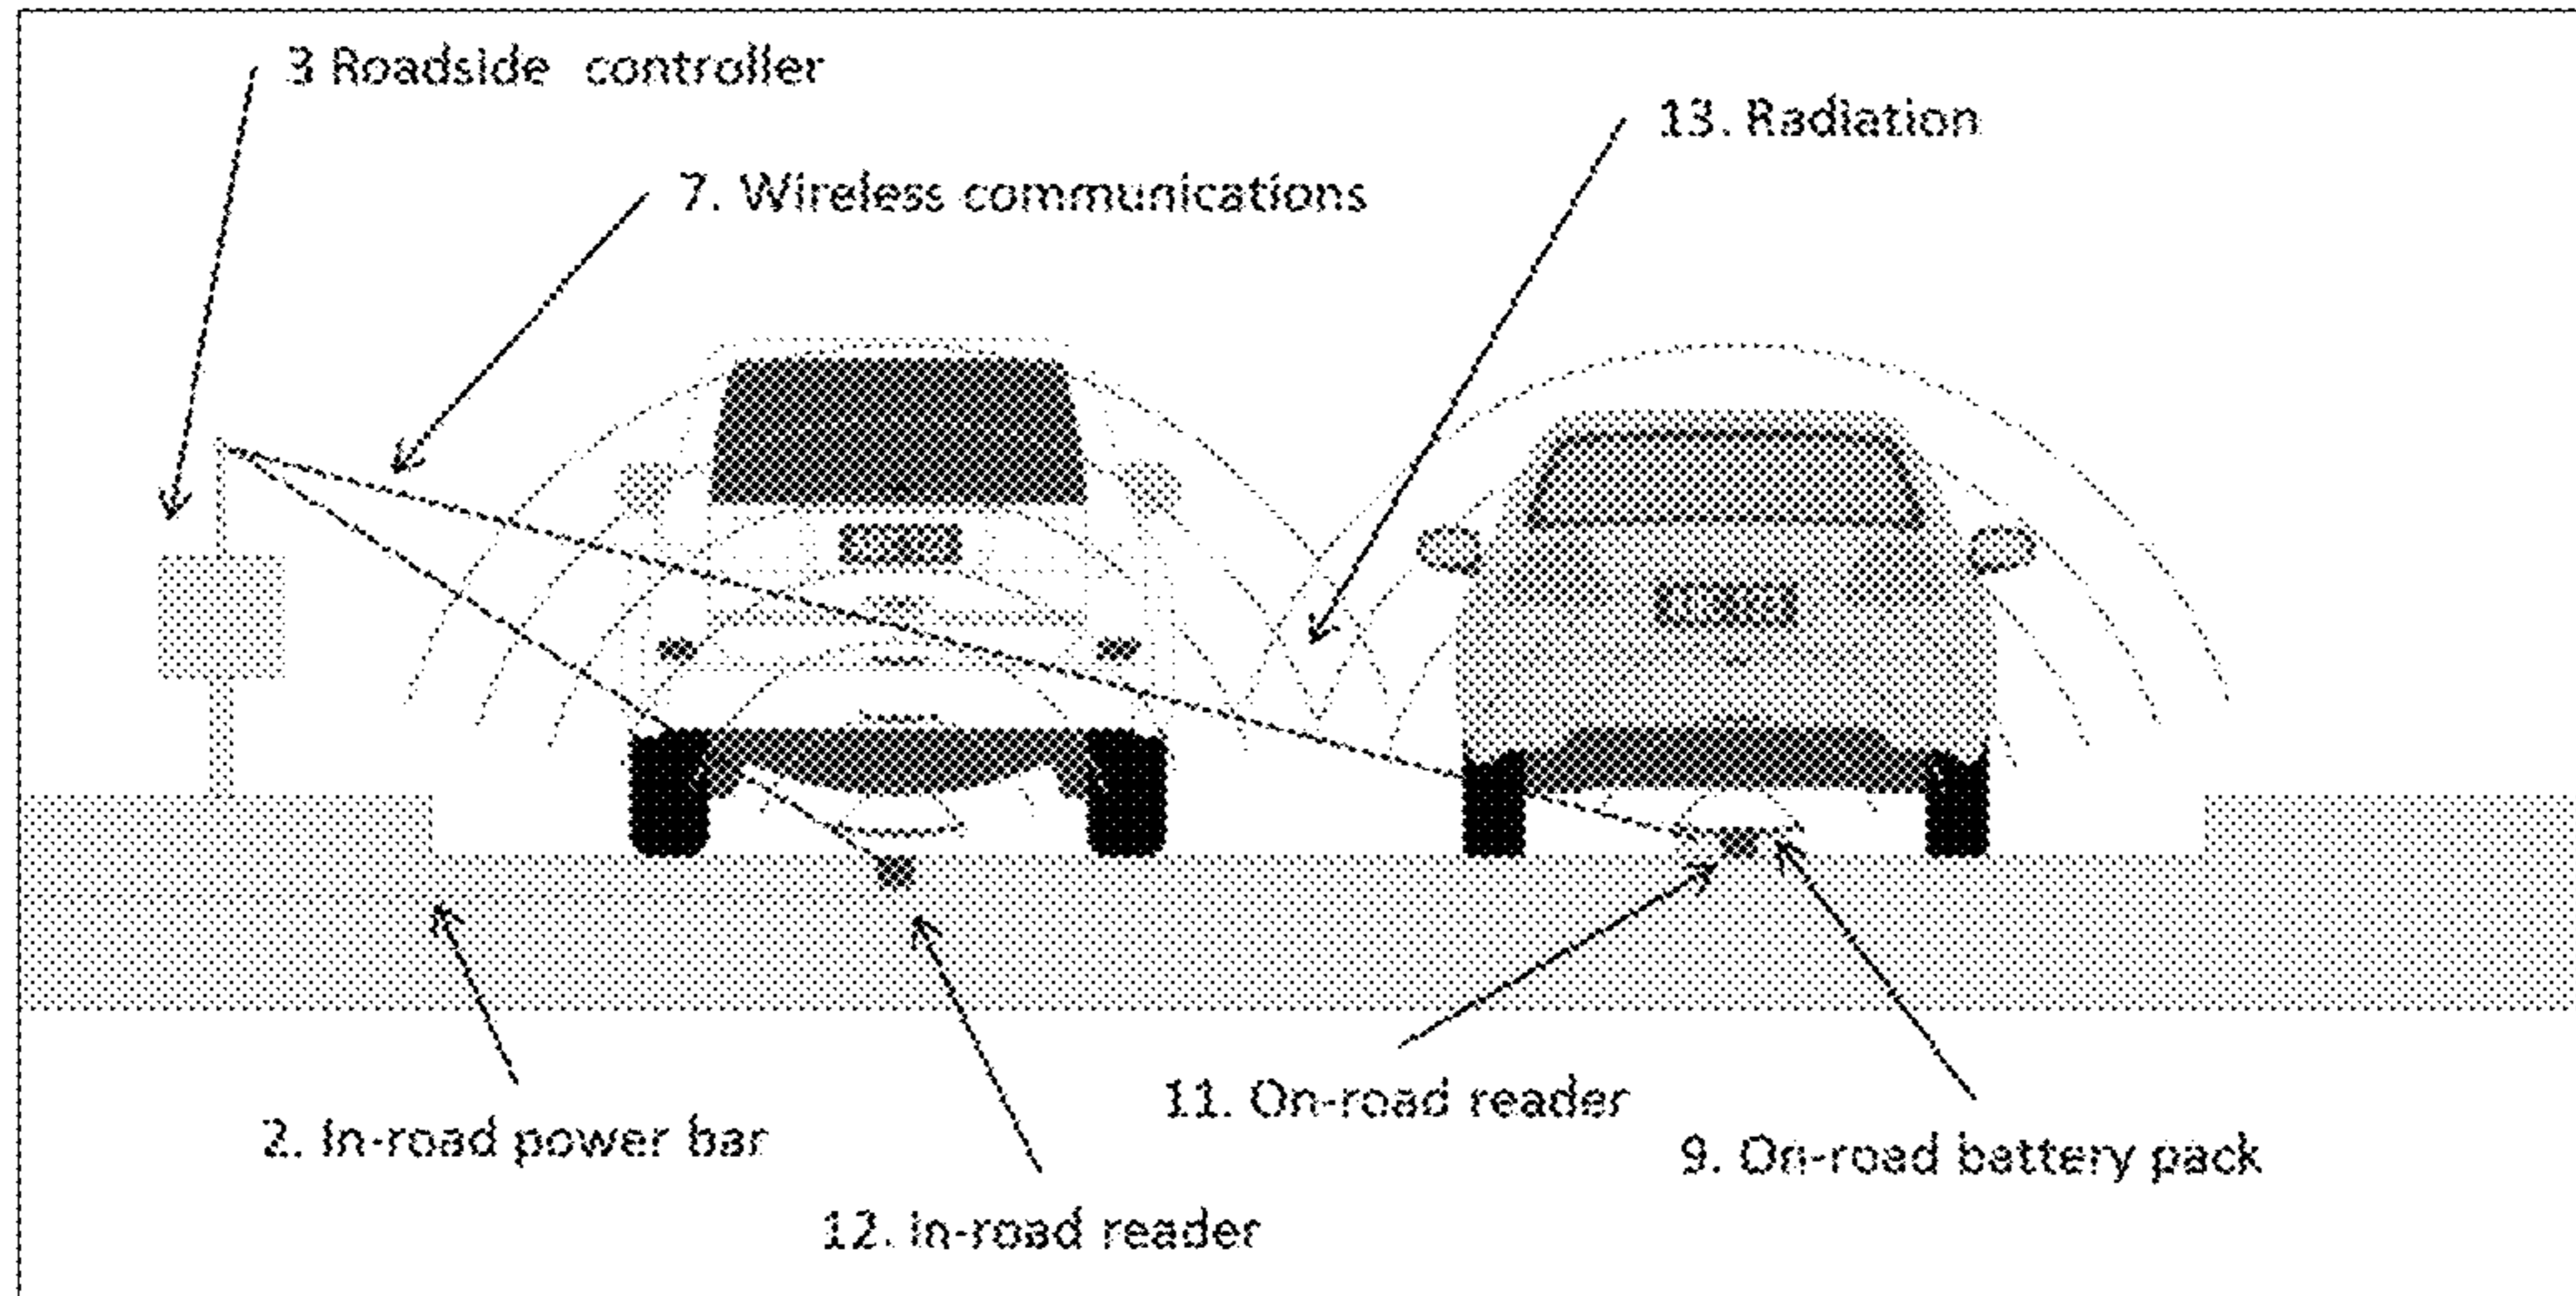 3 Roadside controller
13. Radiation
7. Wireless communications
11. On-road reader
2. In-road power bar
9. On-road battery pack
12. In-road reader